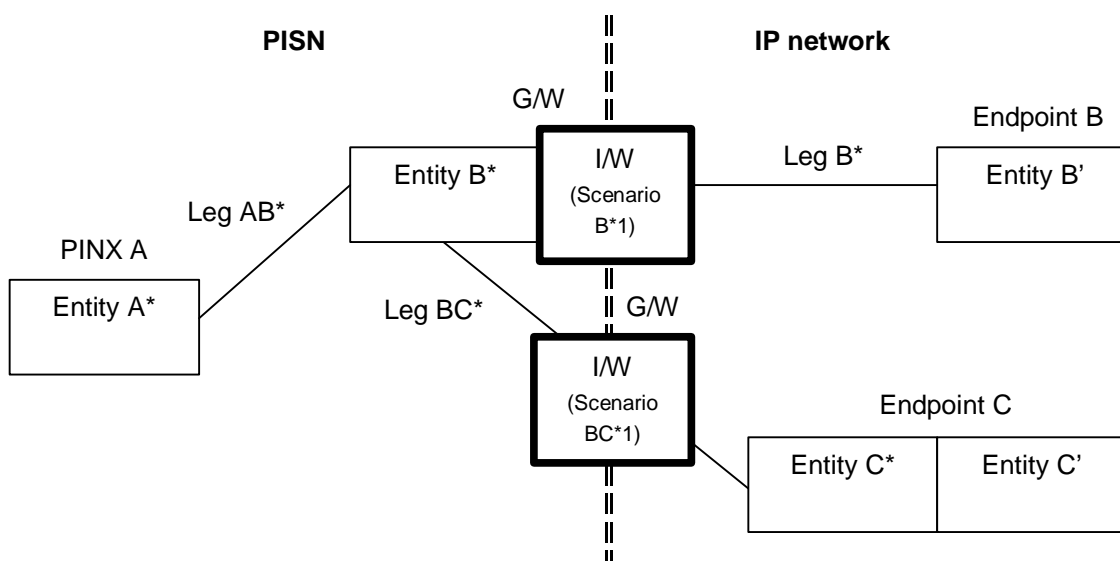 PISN
IP network
G/W
Endpoint B
I/W
(Scenario
B*1)
Entity B*
Leg B*
Entity B’
Leg AB*
PINX A
Entity A*
Leg BC*
G/W
I/W
(Scenario
BC*1)
Endpoint C
Entity C*
Entity C’